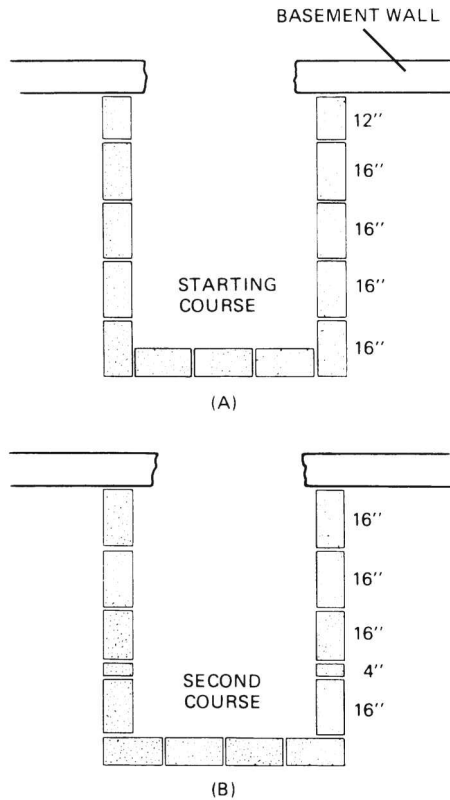 BASEMENT WALL
12''
16''
16''
16''
STARTING
COURSE
16''
(A)
16''
16''
16''
4''
SECOND
COURSE
16''
(B)